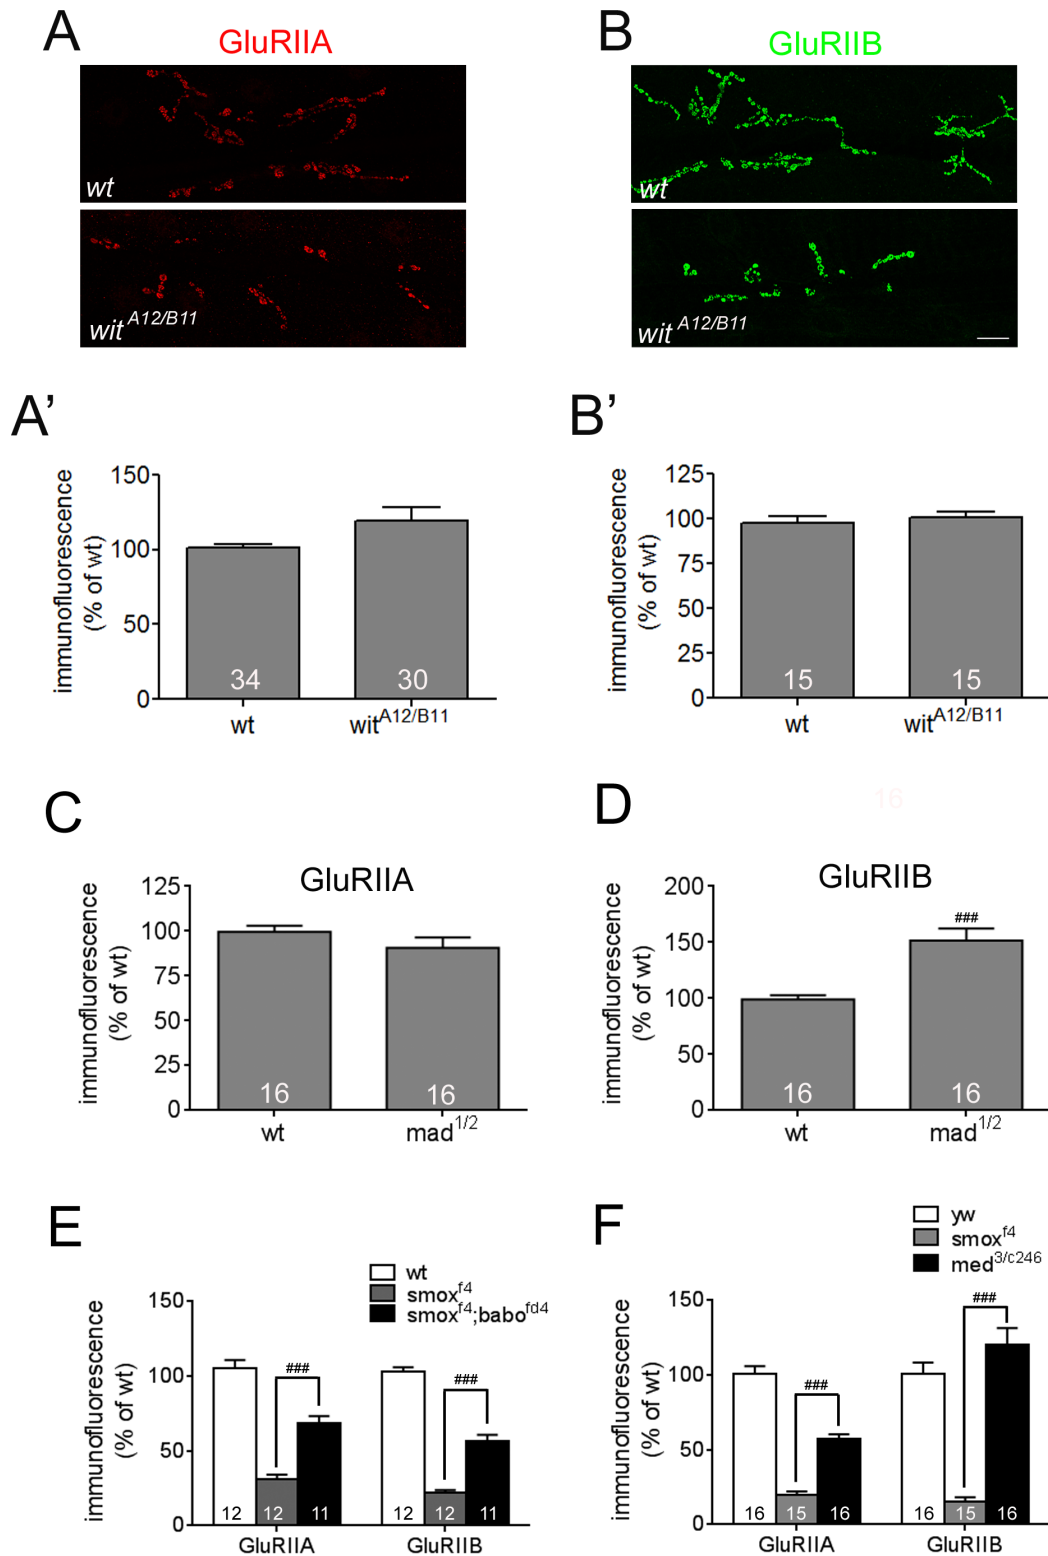 A
GluRIIA
wt
wit A12/B11
B
GluRIIB
wt
wit A12/B11
A’
immunofluorescence
(% of wt)
150
100
50
0
34
30
wt
witA12/B11
B’
immunofluorescence
(% of wt)
125
100
75
50
25
0
15
15
wt
witA12/B11
C
GluRIIA
immunofluorescence
(% of wt)
125
100
75
50
25
0
16
16
wt
mad1/2
D
16
GluRIIB
immunofluorescence
(% of wt)
200
150
100
50
0
###
16
16
wt
mad1/2
E
wt
smoxf4
smoxf4;babofd4
immunofluorescence
(% of wt)
150
100
50
0
###
###
12
12
11
12
12
11
GluRIIA
GluRIIB
F
yw
smoxf4
med3/c246
immunofluorescence
(% of wt)
150
100
50
0
###
###
16
15
16
16
15
16
GluRIIA
GluRIIB